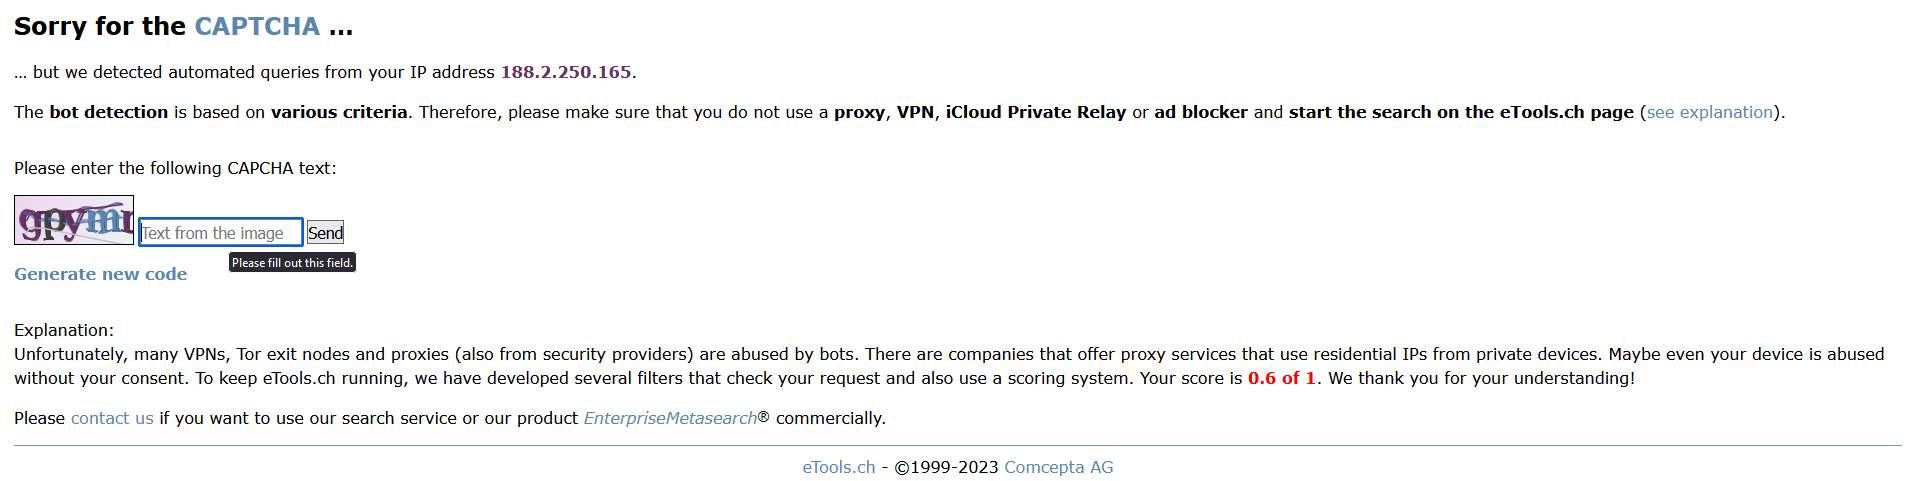 Sorry for the CAPTCHA ...
... but we detected automated queries from your IP address 188.2.250.165.
The bot detection is based on various criteria. Therefore, please make sure that you do not use a proxy, VPN, iCloud Private Relay or ad blocker and start the search on the eTools.ch page (see explanation).
Please enter the following CAPCHA text:
Text from the image Send
Please fill out this field.
Generate new code
Explanation:
Unfortunately, many VPNs, Tor exit nodes and proxies (also from security providers) are abused by bots. There are companies that offer proxy services that use residential IPs from private devices. Maybe even your device is abused
without your consent. To keep eTools.ch running, we have developed several filters that check your request and also use a scoring system. Your score is 0.6 of 1. We thank you for your understanding!
Please contact us if you want to use our search service or our product EnterpriseMetasearch® commercially.
eTools.ch - ©1999-2023 Comcepta AG